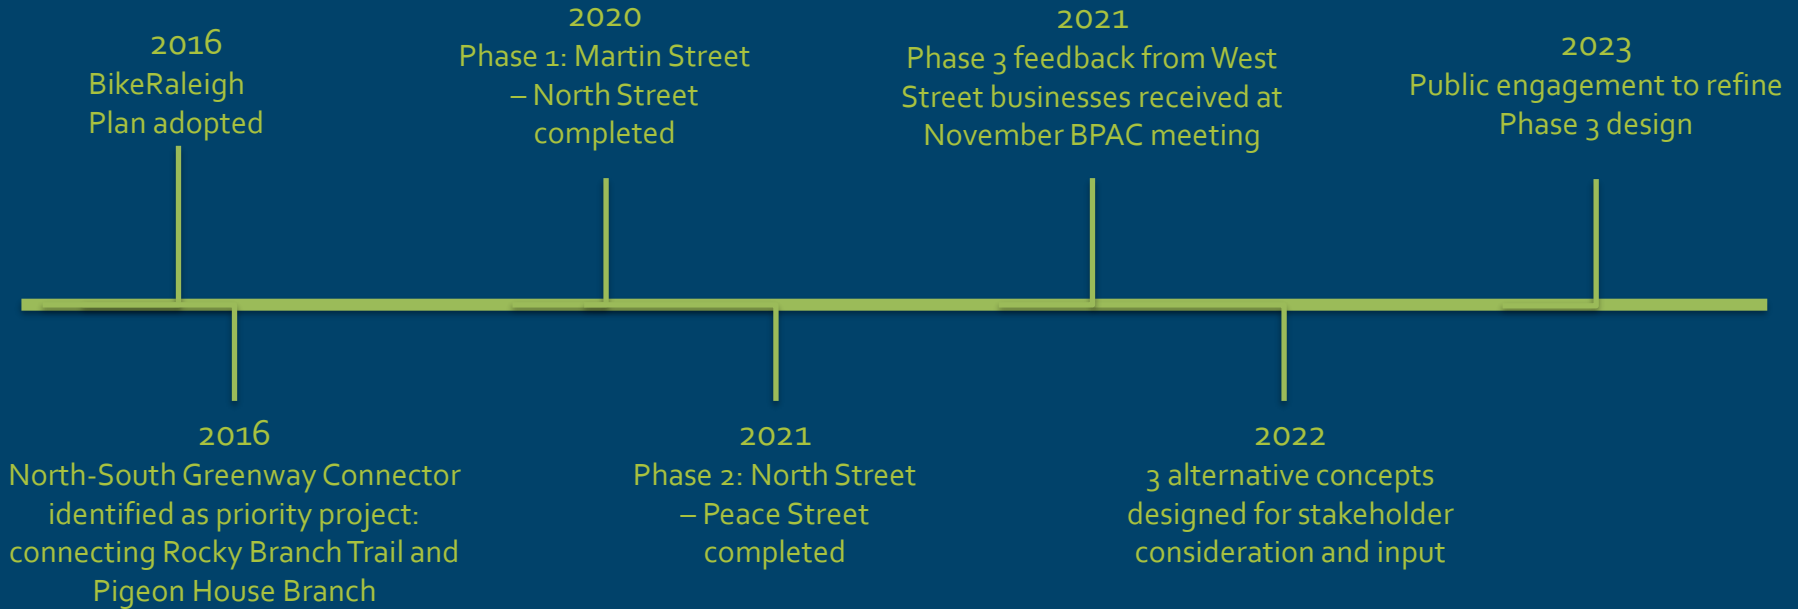 2016
BikeRaleigh
Plan adopted
2020
Phase 1: Martin Street
– North Street
completed
2021
Phase 3 feedback from West
Street businesses received at
November BPAC meeting
2023
Public engagement to refine
Phase 3 design
2016
North-South Greenway Connector
identified as priority project:
connecting Rocky Branch Trail and
Pigeon House Branch
2021
Phase 2: North Street
– Peace Street
completed
2022
3 alternative concepts
designed for stakeholder
consideration and input